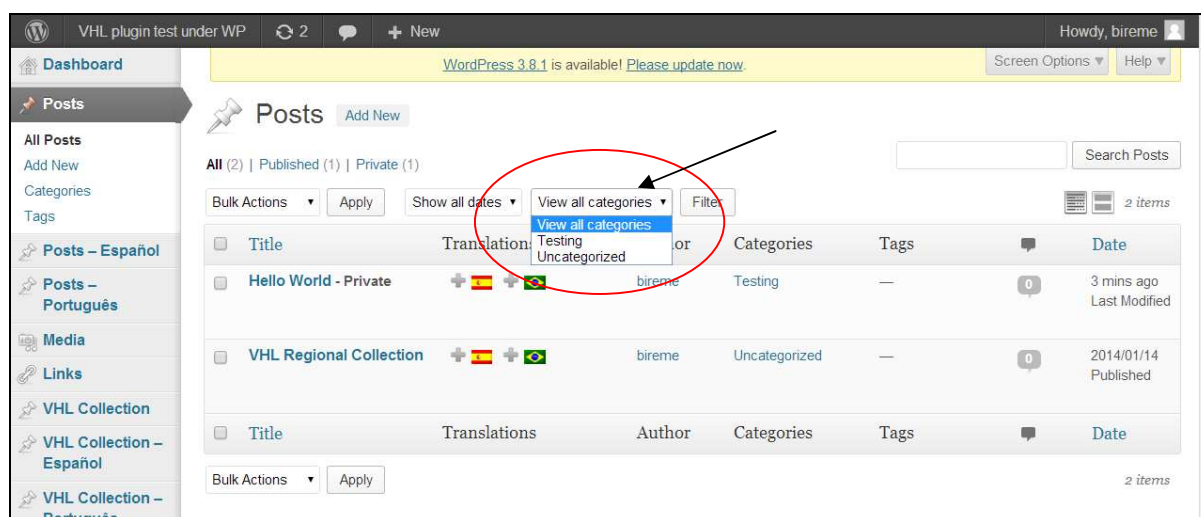 VHL plugin test under WP 2 New Howdy, bireme
Dashboard
WordPress 3.8.1 is available! Please update now.
Screen Options ▼ Help ▼
Posts
Posts Add New
All Posts
Add New
Categories
Tags
All (2) | Published (1) | Private (1)
Search Posts
Bulk Actions ▼ Apply Show all dates ▼ View all categories ▼ Filter 2 items
View all categories
Testing
Uncategorized
Title Translations Categories Tags Date
Posts – Español
Posts –
Português
Media
Links
VHL Collection
VHL Collection –
Español
VHL Collection –
Hello World - Private bireme Testing — 0 3 mins ago
Last Modified
VHL Regional Collection bireme Uncategorized — 0 2014/01/14
Published
Title Translations Author Categories Tags Date
Bulk Actions ▼ Apply 2 items